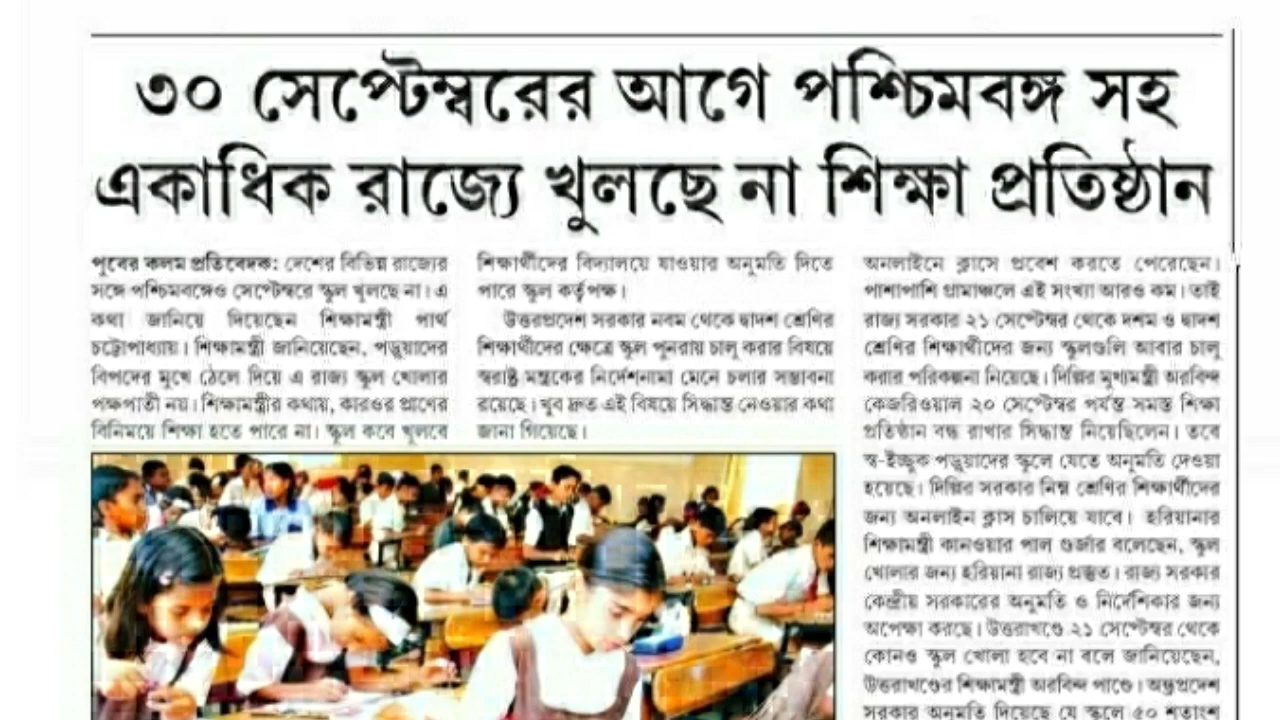 ৩০ সেপ্টেম্বরের আগে পশ্চিমবঙ্গ সহ
একাধিক রাজ্যে খুলছে না শিক্ষা প্রতিষ্ঠান
পুবের কলম প্রতিবেদক: দেশের বিভিন্ন রাজ্যের
সঙ্গে পশ্চিমবঙ্গেও সেপ্টেম্বরে স্কুল খুলছে না। এ
কথা জানিয়ে দিয়েছেন শিক্ষামন্ত্রী পার্থ
চট্টোপাধ্যায়। শিক্ষামন্ত্রী জানিয়েছেন, পড়ুয়াদের
বিপদের মুখে ঠেলে দিয়ে এ রাজ্য স্কুল খোলার
পক্ষপাতী নয়। শিক্ষামন্ত্রীর কথায়, কারওর প্রাণের
বিনিময়ে শিক্ষা হতে পারে না। স্কুল কবে খুলবে
শিক্ষার্থীদের বিদ্যালয়ে যাওয়ার অনুমতি দিতে
পারে স্কুল কর্তৃপক্ষ।
উত্তরপ্রদেশ সরকার নবম থেকে দ্বাদশ শ্রেণির
শিক্ষার্থীদের ক্ষেত্রে স্কুল পুনরায় চালু করার বিষয়ে
স্বরাষ্ট্র মন্ত্রকের নির্দেশনামা মেনে চলার সম্ভাবনা
রয়েছে। খুব দ্রুত এই বিষয়ে সিদ্ধান্ত নেওয়ার কথা
জানা গিয়েছে।
অনলাইনে ক্লাসে প্রবেশ করতে পেরেছেন।
পাশাপাশি গ্রামাঞ্চলে এই সংখ্যা আরও কম। তাই
রাজ্য সরকার ২১ সেপ্টেম্বর থেকে দশম ও দ্বাদশ
শ্রেণির শিক্ষার্থীদের জন্য স্কুলগুলি আবার চালু
করার পরিকল্পনা নিয়েছে। দিল্লির মুখ্যমন্ত্রী অরবিন্দ
কেজরিওয়াল ২০ সেপ্টেম্বর পর্যন্ত সমস্ত শিক্ষা
প্রতিষ্ঠান বন্ধ রাখার সিদ্ধান্ত নিয়েছিলেন। তবে
স্ব-ইচ্ছুক পড়ুয়াদের স্কুলে যেতে অনুমতি দেওয়া
হয়েছে। দিল্লির সরকার নিম্ন শ্রেণির শিক্ষার্থীদের
জন্য অনলাইন ক্লাস চালিয়ে যাবে। হরিয়ানার
শিক্ষামন্ত্রী কানওয়ার পাল গুর্জার বলেছেন, স্কুল
খোলার জন্য হরিয়ানা রাজ্য প্রস্তুত। রাজ্য সরকার
কেন্দ্রীয় সরকারের অনুমতি ও নির্দেশিকার জন্য
অপেক্ষা করছে। উত্তরাখণ্ডে ২১ সেপ্টেম্বর থেকে
কোনও স্কুল খোলা হবে না বলে জানিয়েছেন,
উত্তরাখণ্ডের শিক্ষামন্ত্রী অরবিন্দ পাণ্ডে। অন্ধ্রপ্রদেশ
সরকার অনুমতি দিয়েছে যে স্কুলে ৫০ শতাংশ